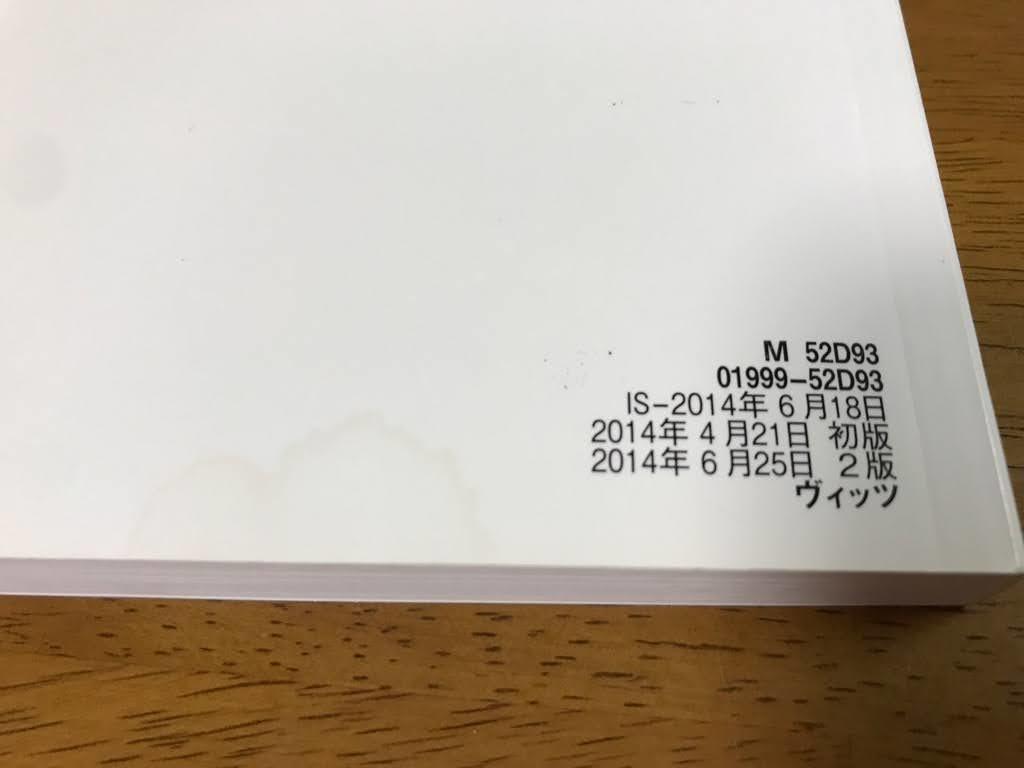 M 52D93
01999-52D93
IS-2014年 6 月18日
2014年 4 月21日 初版
2014年 6 月25日 2 版
ヴィッツ